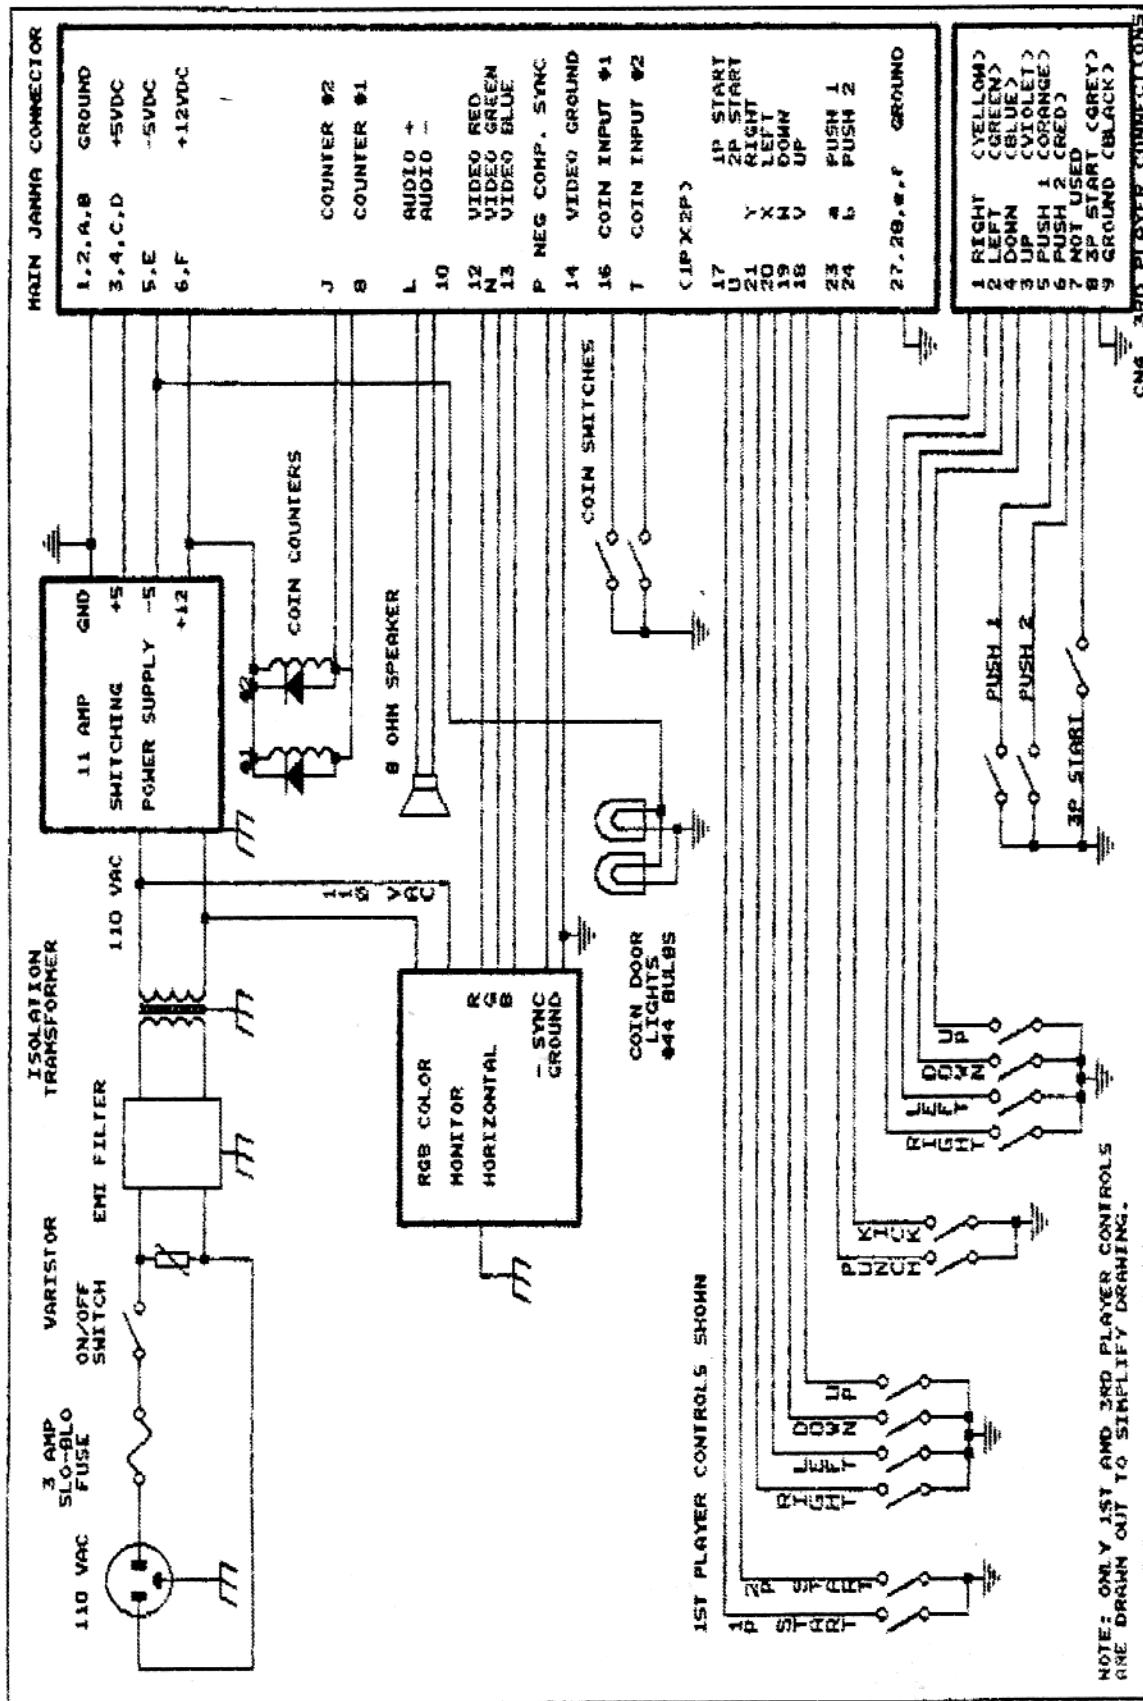 MAIN JAMMA CONNECTOR
1,2,A,B GROUND
3,4,C,D +5VDC
5,E -5VDC
6,F +12VDC
J COUNTER #2
8 COUNTER #1
L AUDIO +
10 AUDIO -
12 VIDEO RED
N VIDEO GREEN
13 VIDEO BLUE
P NEG COMP. SYNC
14 VIDEO GROUND
16 COIN INPUT #1
T COIN INPUT #2
(1PX2P)
17 1P START
U 2P START
21 Y RIGHT
20 X LEFT
19 W DOWN
18 V UP
23 a PUSH 1
24 b PUSH 2
27,28,e,f GROUND
1 RIGHT (YELLOW)
2 LEFT (GREEN)
4 DOWN (BLUE)
3 UP (VIOLET)
5 PUSH 1 (ORANGE)
6 PUSH 2 (RED)
7 NOT USED
8 3P START (GREY)
9 GROUND (BLACK)
3RD PLAYER CONNECTIONS
110 VAC
3 AMP
SLO-BLO
FUSE
ON/OFF
SWITCH
VARISTOR
EMI FILTER
ISOLATION
TRANSFORMER
110 VAC
11 AMP
SWITCHING
POWER SUPPLY
GND
+5
-5
+12
#1
#2
COIN COUNTERS
8 OHM SPEAKER
110 VAC
RGB COLOR
MONITOR
HORIZONTAL
R
G
B
- SYNC
GROUND
COIN SWITCHES
COIN DOOR
LIGHTS
#44 BULBS
1ST PLAYER CONTROLS SHOWN
1P START
2P START
RIGHT
LEFT
DOWN
UP
PUNCH
KICK
RIGHT
LEFT
DOWN
UP
PUSH 1
PUSH 2
3P START
NOTE: ONLY 1ST AND 3RD PLAYER CONTROLS
ARE DRAWN OUT TO SIMPLIFY DRAWING.